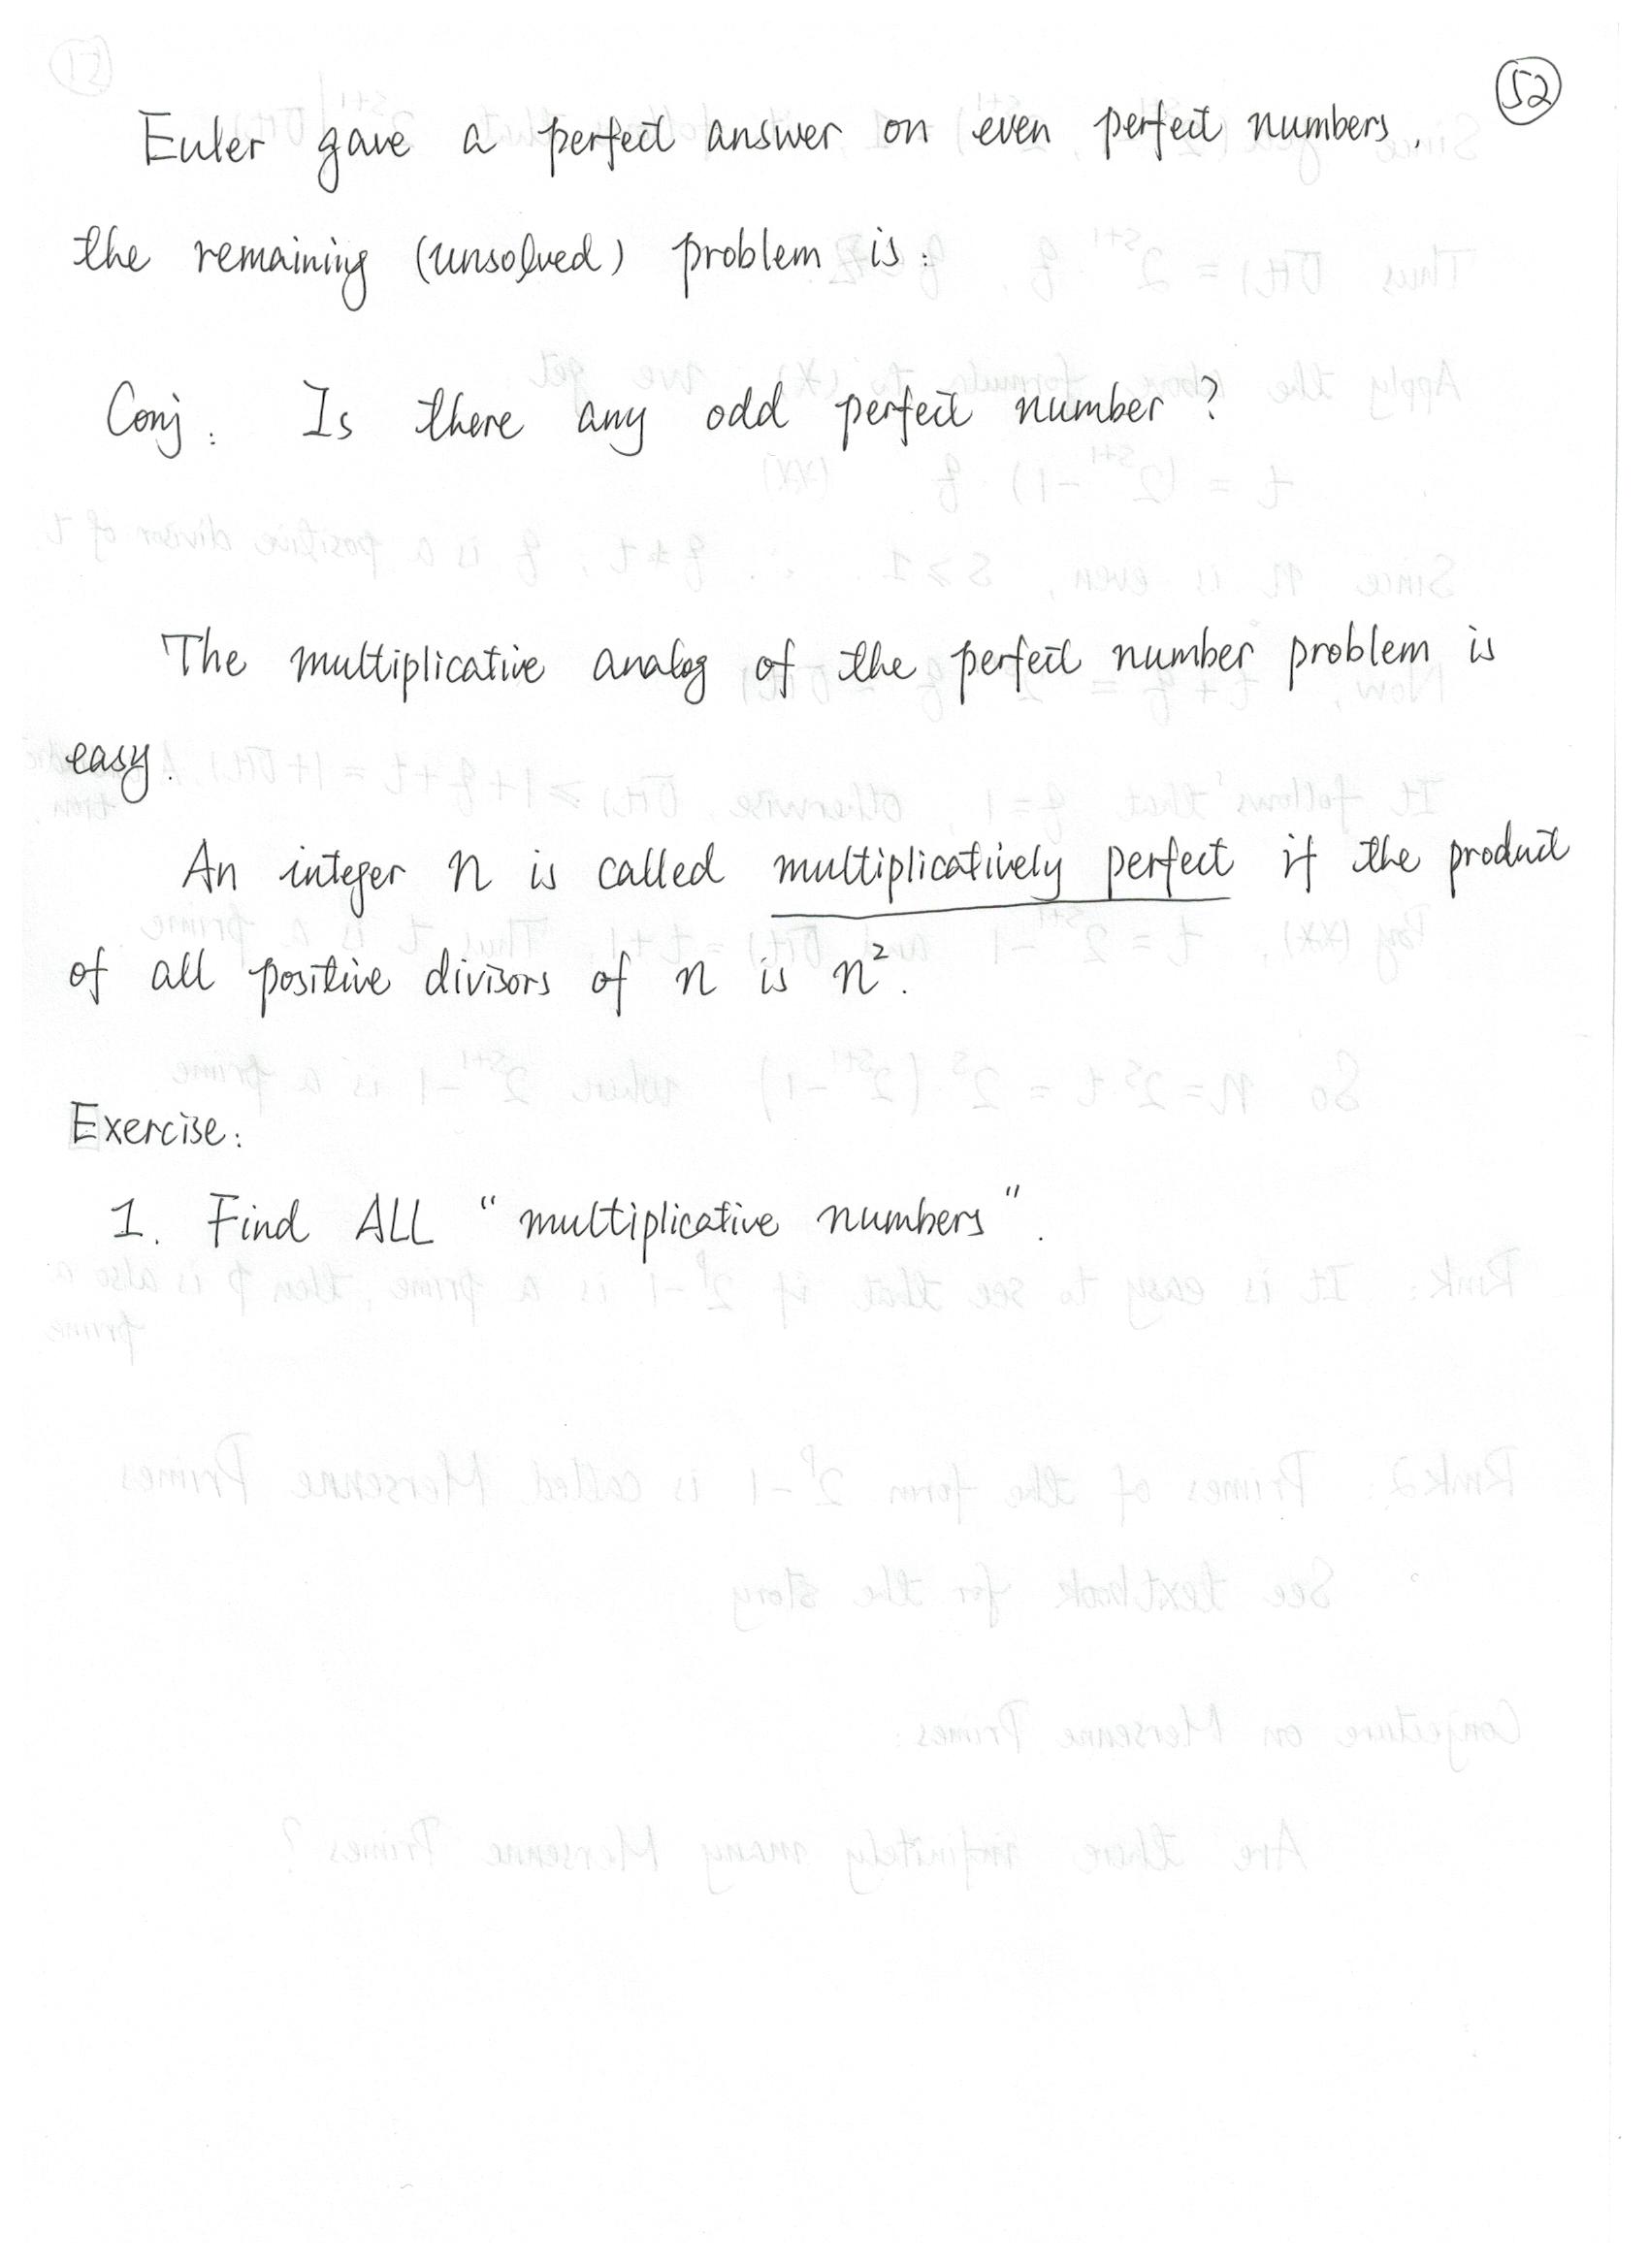 52
Euler gave a perfect answer on even perfect numbers.
the remaining (unsolved) problem is:
Conj: Is there any odd perfect number?
The multiplicative analog of the perfect number problem is
easy.
An integer n is called multiplicatively perfect if the product
of all positive divisors of n is n².
Exercise:
1. Find ALL "multiplicative numbers".